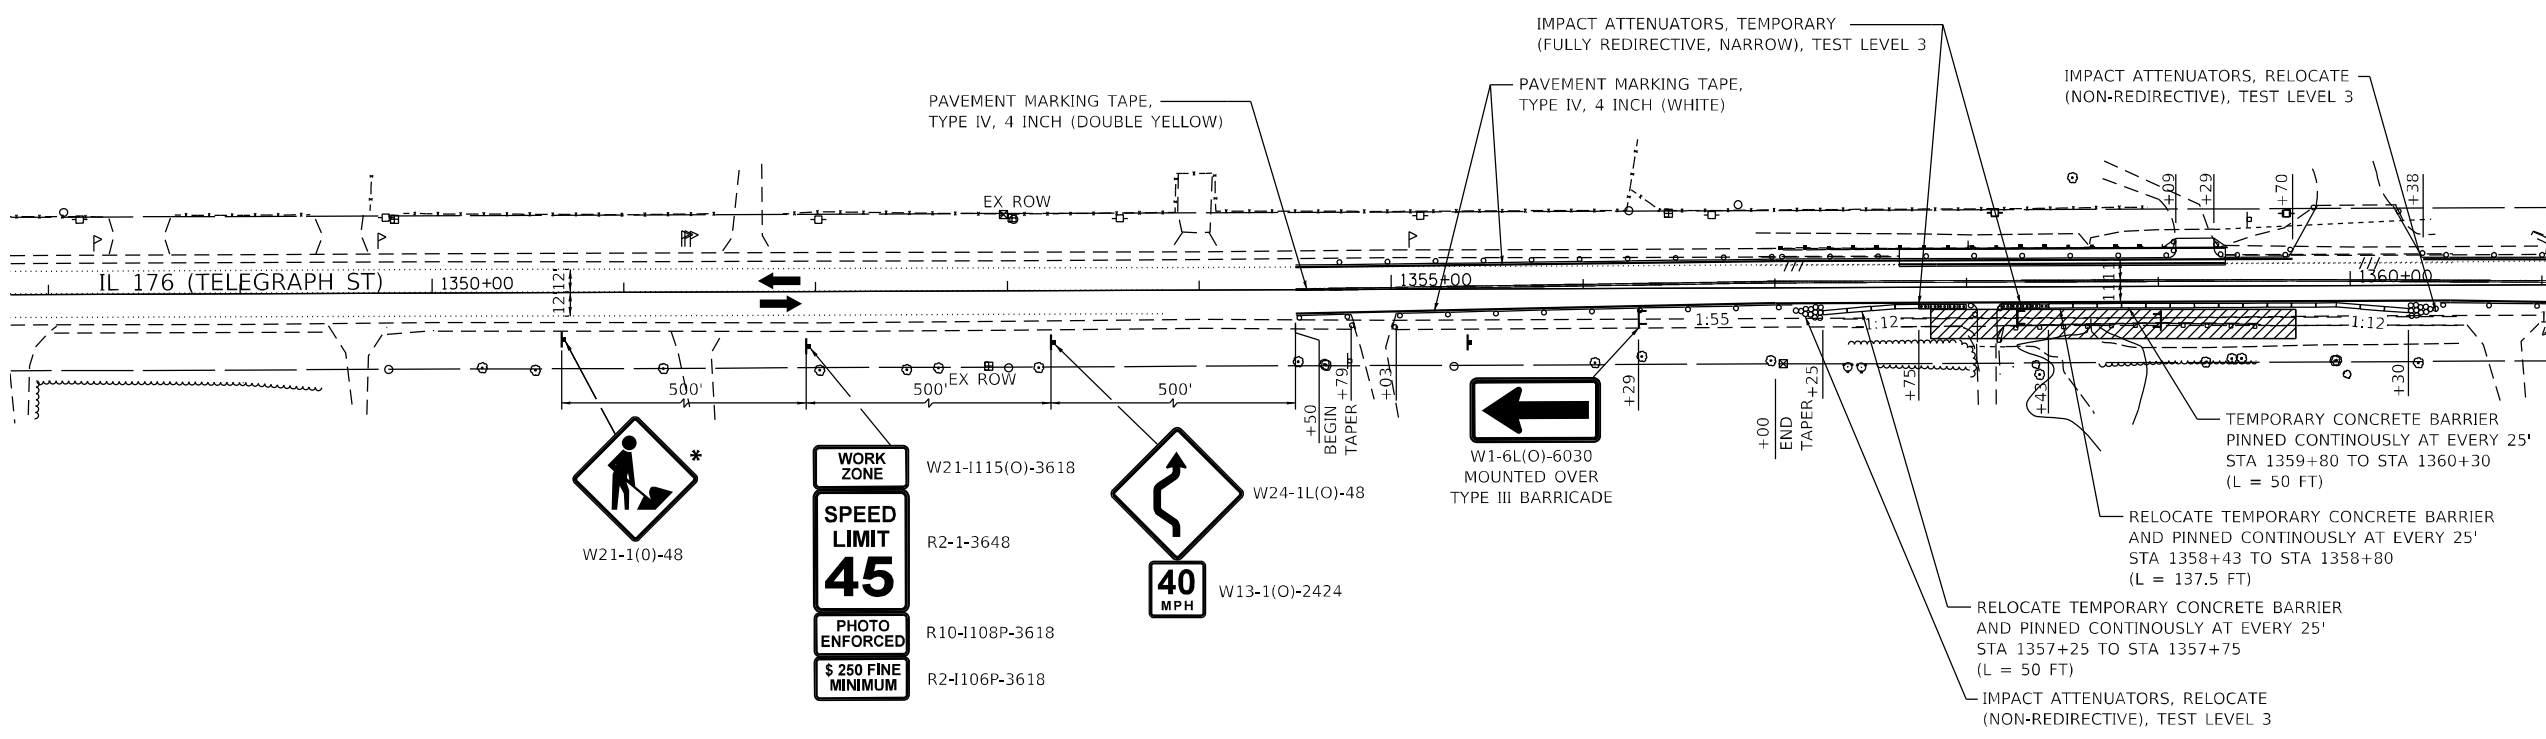 IMPACT ATTENUATORS, TEMPORARY
(FULLY REDIRECTIVE, NARROW), TEST LEVEL 3
IMPACT ATTENUATORS, RELOCATE
(NON-REDIRECTIVE), TEST LEVEL 3
PAVEMENT MARKING TAPE,
TYPE IV, 4 INCH (WHITE)
PAVEMENT MARKING TAPE,
TYPE IV, 4 INCH (DOUBLE YELLOW)
EX ROW
+09
+29
+70
+38
IL 176 (TELEGRAPH ST)
1350+00
12'
12'
1355+00
11'
11'
1360+00
1:55
1:12
1:12
EX ROW
500'
500'
500'
+50
BEGIN
TAPER
+79
+03
+29
+00
END
TAPER
+25
+75
+43
+30
W21-1(0)-48
*
WORK
ZONE
W21-I115(O)-3618
SPEED
LIMIT
45
R2-1-3648
PHOTO
ENFORCED
R10-I108P-3618
$ 250 FINE
MINIMUM
R2-I106P-3618
W24-1L(O)-48
40
MPH
W13-1(O)-2424
W1-6L(O)-6030
MOUNTED OVER
TYPE III BARRICADE
TEMPORARY CONCRETE BARRIER
PINNED CONTINOUSLY AT EVERY 25'
STA 1359+80 TO STA 1360+30
(L = 50 FT)
RELOCATE TEMPORARY CONCRETE BARRIER
AND PINNED CONTINOUSLY AT EVERY 25'
STA 1358+43 TO STA 1358+80
(L = 137.5 FT)
RELOCATE TEMPORARY CONCRETE BARRIER
AND PINNED CONTINOUSLY AT EVERY 25'
STA 1357+25 TO STA 1357+75
(L = 50 FT)
IMPACT ATTENUATORS, RELOCATE
(NON-REDIRECTIVE), TEST LEVEL 3